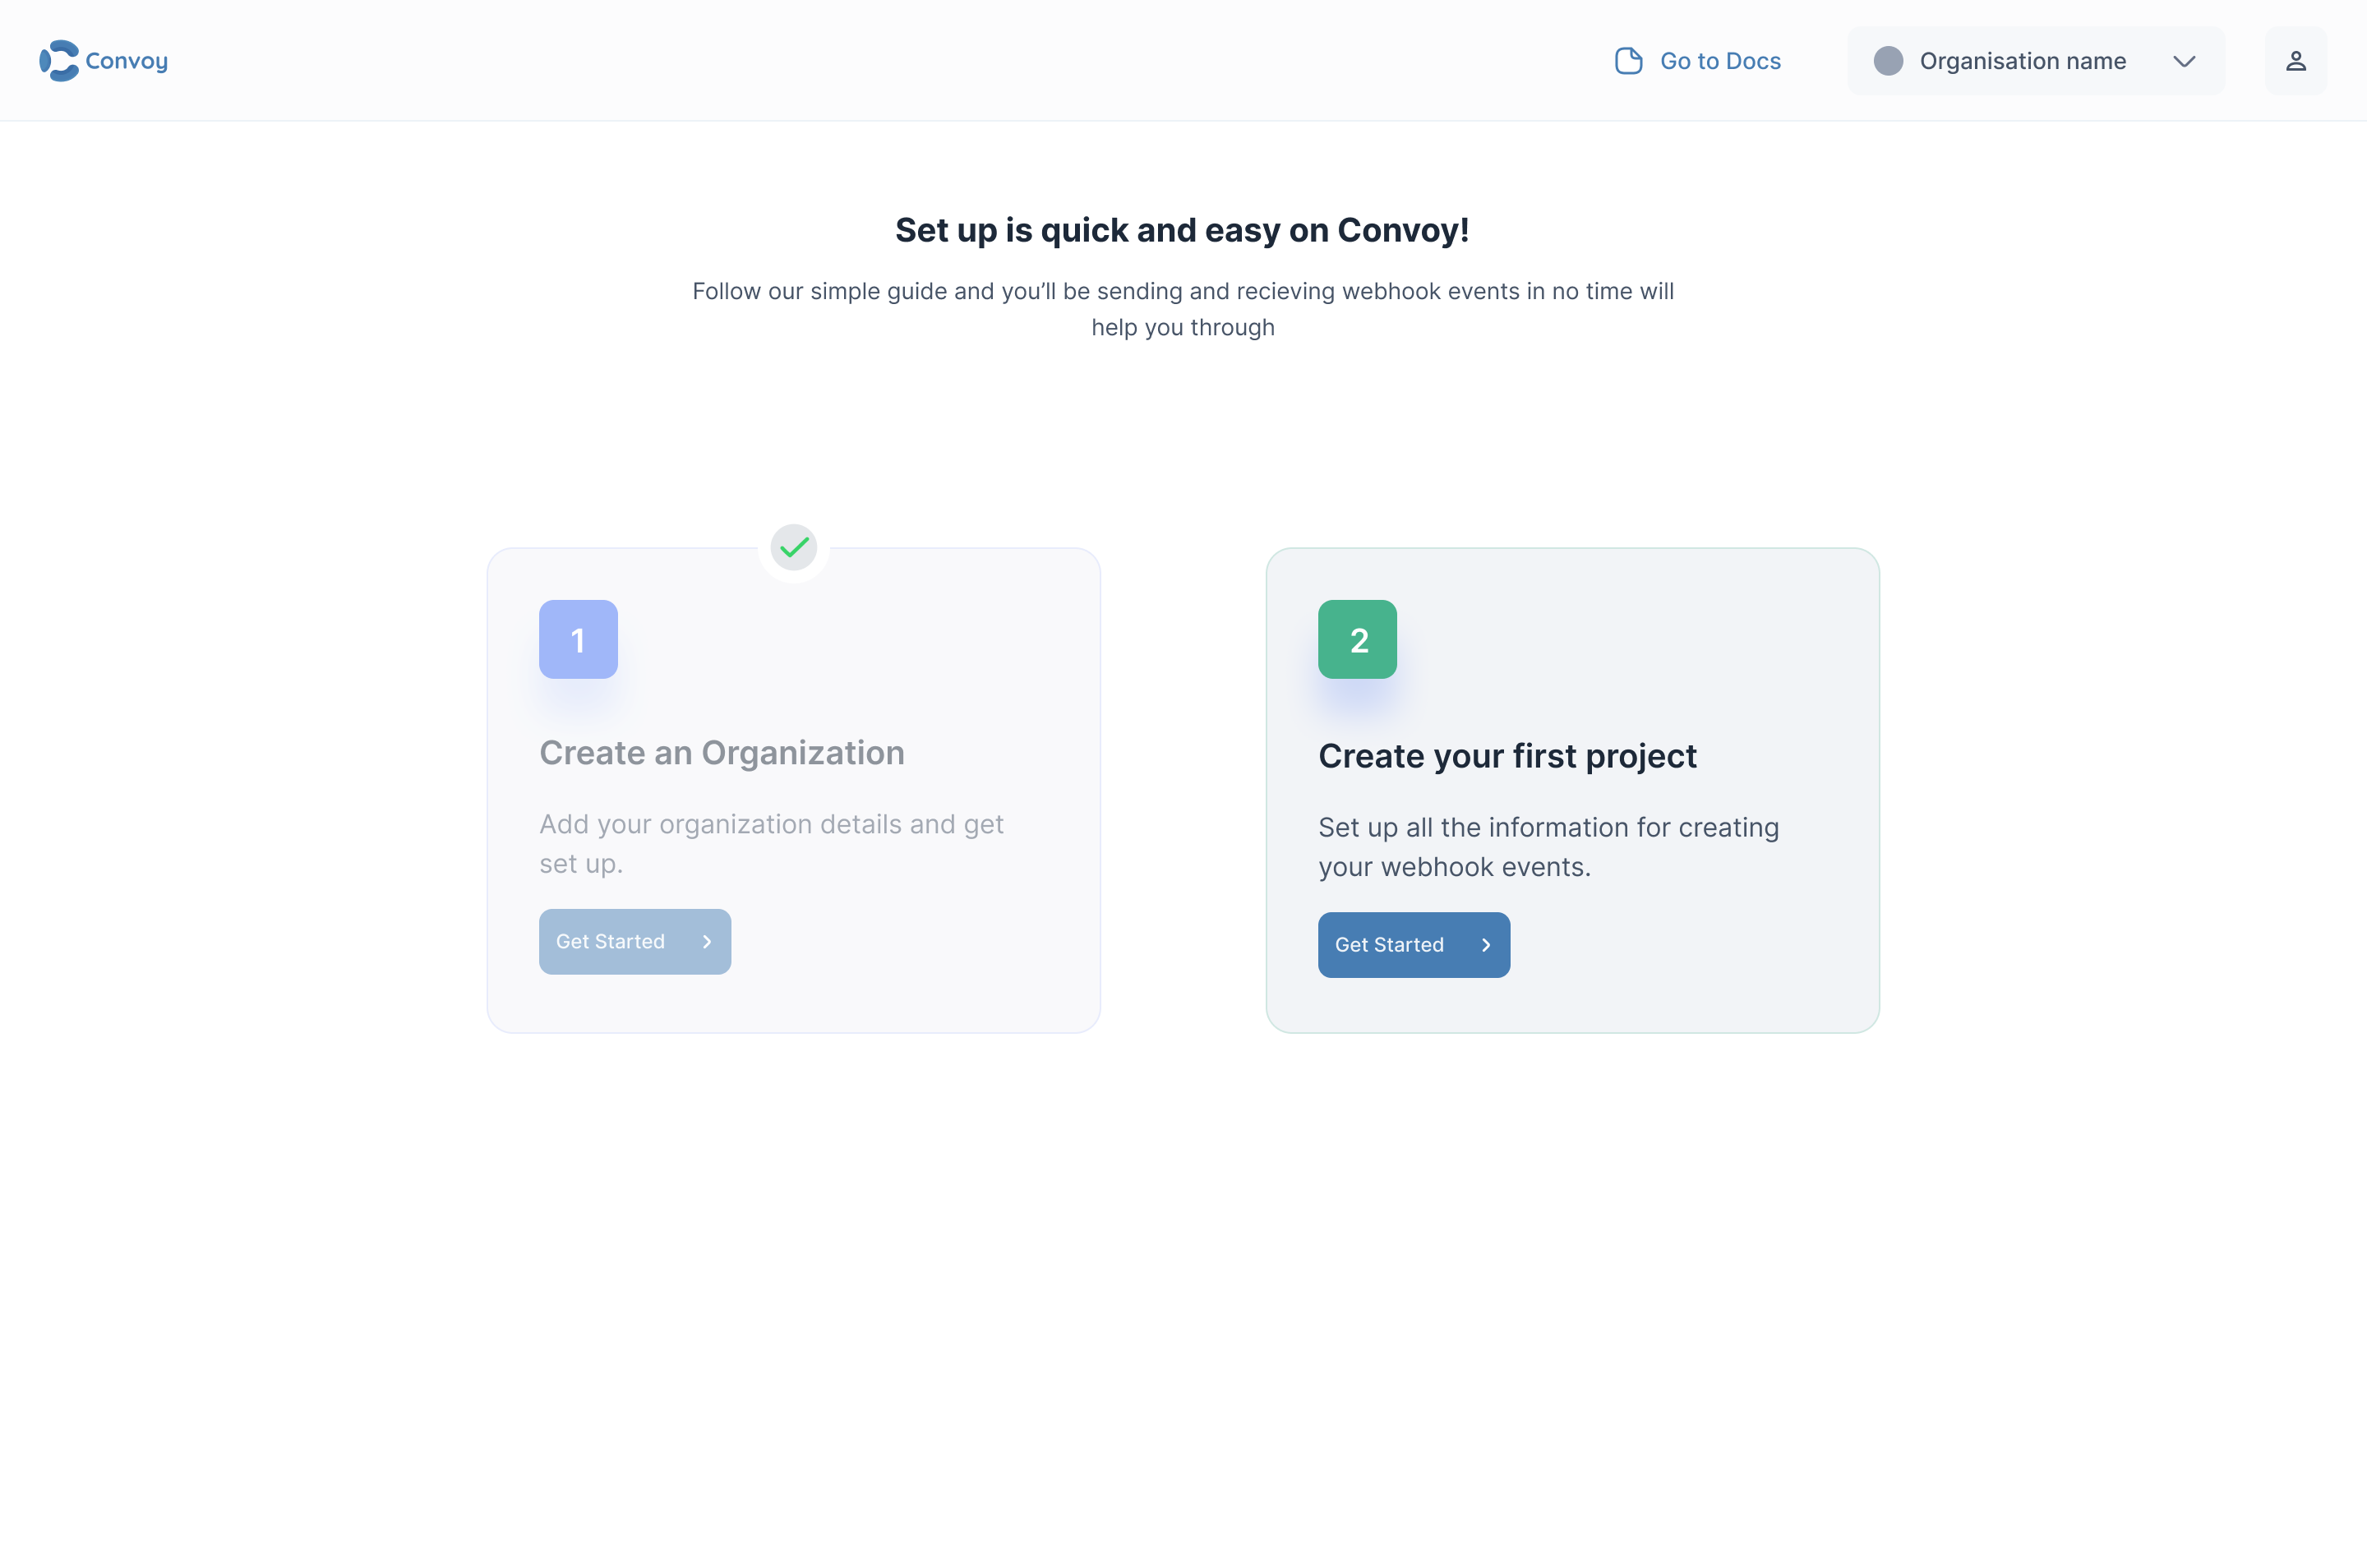 Convoy
Go to Docs
Organisation name
Set up is quick and easy on Convoy!
Follow our simple guide and you’ll be sending and recieving webhook events in no time will
help you through
1
Create an Organization
Add your organization details and get
set up.
Get Started
2
Create your first project
Set up all the information for creating
your webhook events.
Get Started